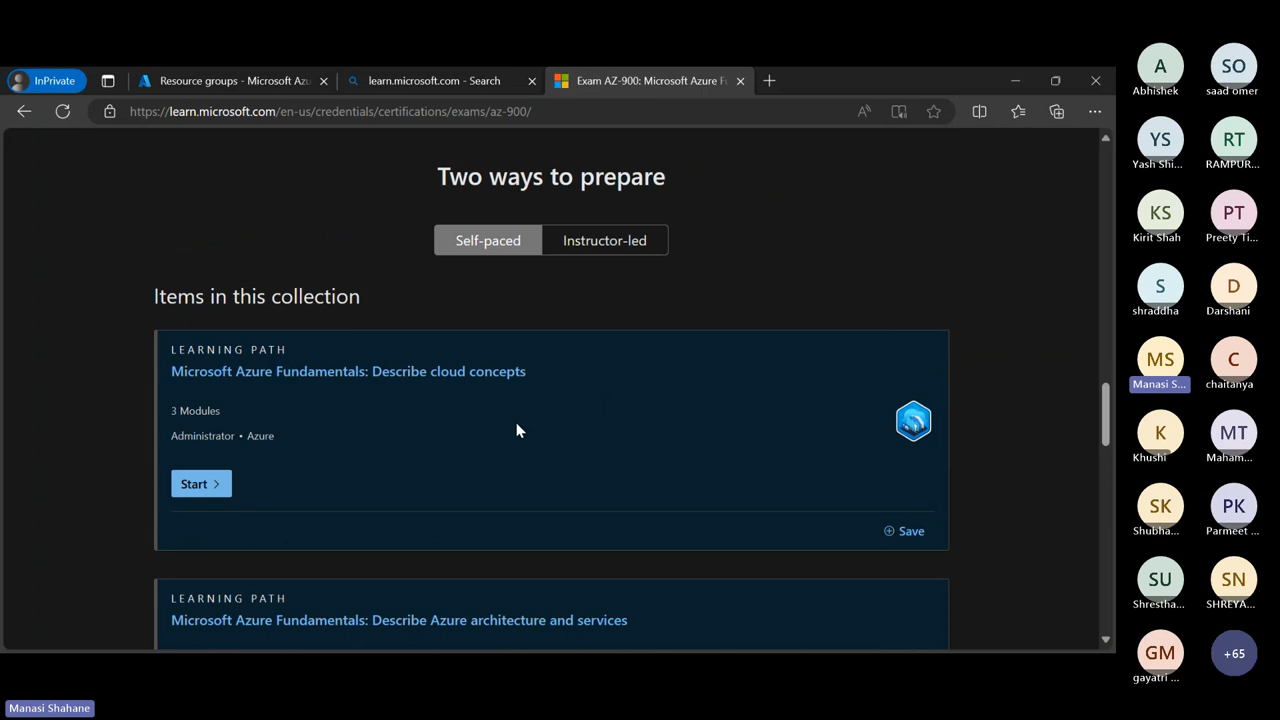 InPrivate
Resource groups - Microsoft Azu
learn.microsoft.com - Search
Exam AZ-900: Microsoft Azure F
https://learn.microsoft.com/en-us/credentials/certifications/exams/az-900/
Two ways to prepare
Self-paced
Instructor-led
Items in this collection
LEARNING PATH
Microsoft Azure Fundamentals: Describe cloud concepts
3 Modules
Administrator • Azure
Start
Save
LEARNING PATH
Microsoft Azure Fundamentals: Describe Azure architecture and services
A
Abhishek
SO
saad omer
YS
Yash Shi...
RT
RAMPUR...
KS
Kirit Shah
PT
Preety Ti...
S
shraddha
D
Darshani
MS
Manasi S...
C
chaitanya
K
Khushi
MT
Maham...
SK
Shubha...
PK
Parmeet ...
SU
Shrestha...
SN
SHREYA...
GM
gayatri ...
+65
Manasi Shahane